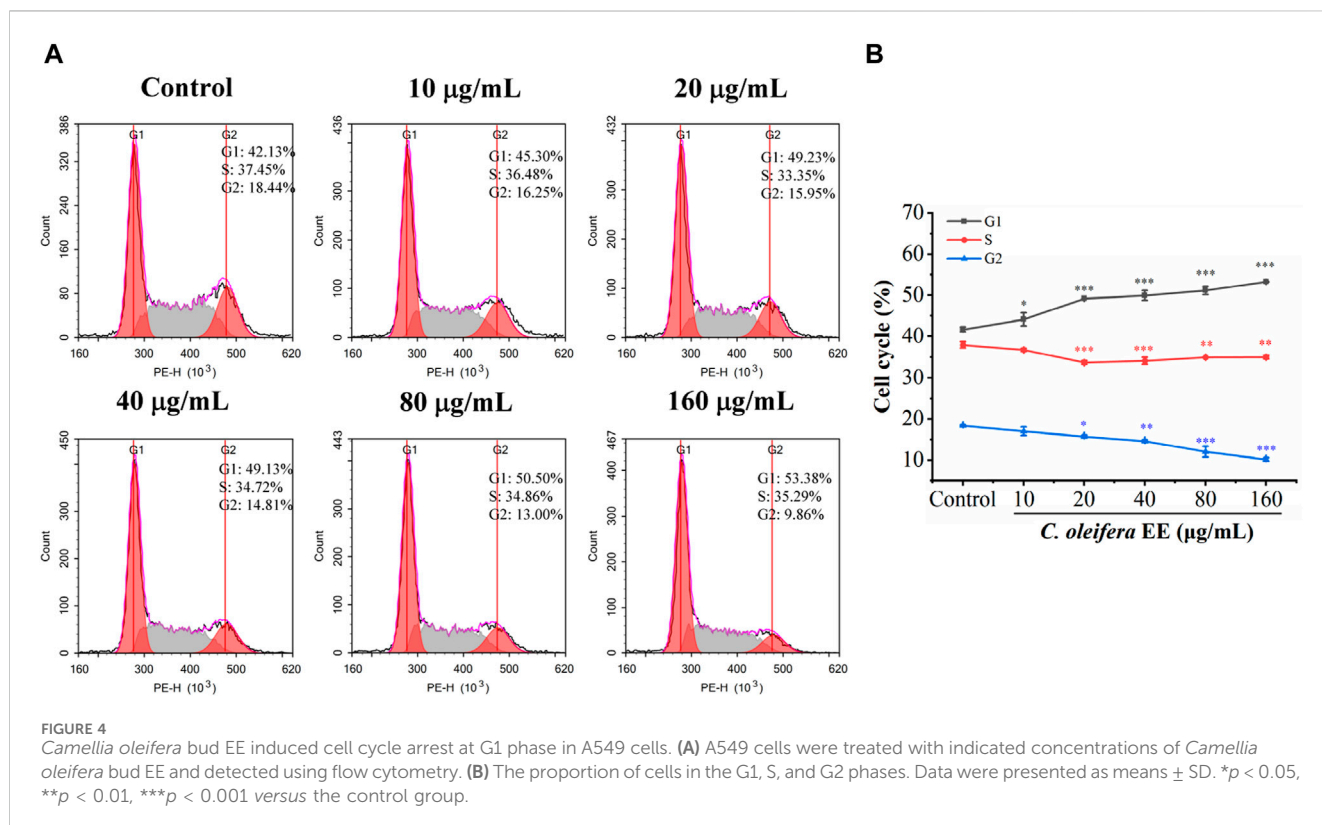 A
B
Control
10 μg/mL
20 μg/mL
386
320
240
160
80
0
Count
G1
G2
G1: 42.13%
S: 37.45%
G2: 18.44%
160
300
400
500
620
PE-H (10³)
436
300
200
100
0
Count
G1
G2
G1: 45.30%
S: 36.48%
G2: 16.25%
160
300
400
500
620
PE-H (10³)
432
300
200
100
0
Count
G1
G2
G1: 49.23%
S: 33.35%
G2: 15.95%
160
300
400
500
620
PE-H (10³)
40 μg/mL
80 μg/mL
160 μg/mL
450
300
200
100
0
Count
G1
G2
G1: 49.13%
S: 34.72%
G2: 14.81%
160
300
400
500
620
PE-H (10³)
443
300
200
100
0
Count
G1
G2
G1: 50.50%
S: 34.86%
G2: 13.00%
160
300
400
500
620
PE-H (10³)
467
400
300
200
100
0
Count
G1
G2
G1: 53.38%
S: 35.29%
G2: 9.86%
160
300
400
500
620
PE-H (10³)
Cell cycle (%)
70
60
50
40
30
20
10
G1
S
G2
*
***
***
***
***
***
***
**
**
*
**
***
***
Control
10
20
40
80
160
C. oleifera EE (μg/mL)
FIGURE 4
Camellia oleifera bud EE induced cell cycle arrest at G1 phase in A549 cells. (A) A549 cells were treated with indicated concentrations of Camellia
oleifera bud EE and detected using flow cytometry. (B) The proportion of cells in the G1, S, and G2 phases. Data were presented as means ± SD. *p < 0.05,
**p < 0.01, ***p < 0.001 versus the control group.